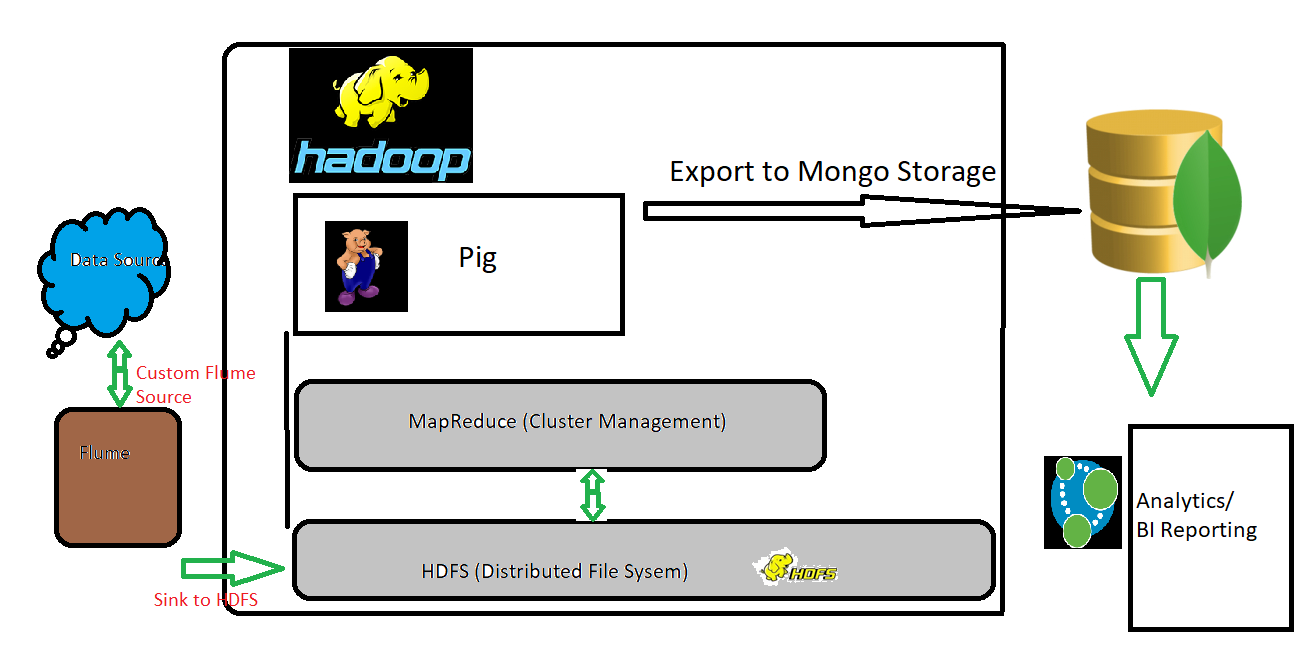 hadoop
Export to Mongo Storage
Pig
Data Sourc
Custom Flume
Source
Flume
MapReduce (Cluster Management)
Analytics/
BI Reporting
HDFS (Distributed File Sysem)
HDFS
Sink to HDFS